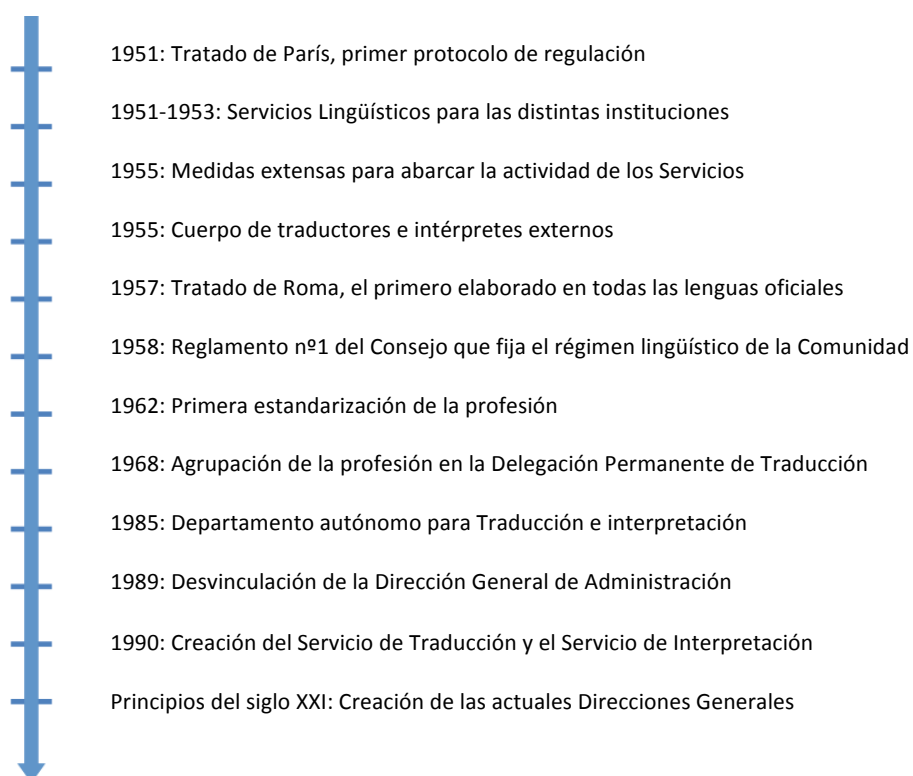 1951: Tratado de París, primer protocolo de regulación
1951-1953: Servicios Lingüísticos para las distintas instituciones
1955: Medidas extensas para abarcar la actividad de los Servicios
1955: Cuerpo de traductores e intérpretes externos
1957: Tratado de Roma, el primero elaborado en todas las lenguas oficiales
1958: Reglamento nº1 del Consejo que fija el régimen lingüístico de la Comunidad
1962: Primera estandarización de la profesión
1968: Agrupación de la profesión en la Delegación Permanente de Traducción
1985: Departamento autónomo para Traducción e interpretación
1989: Desvinculación de la Dirección General de Administración
1990: Creación del Servicio de Traducción y el Servicio de Interpretación
Principios del siglo XXI: Creación de las actuales Direcciones Generales